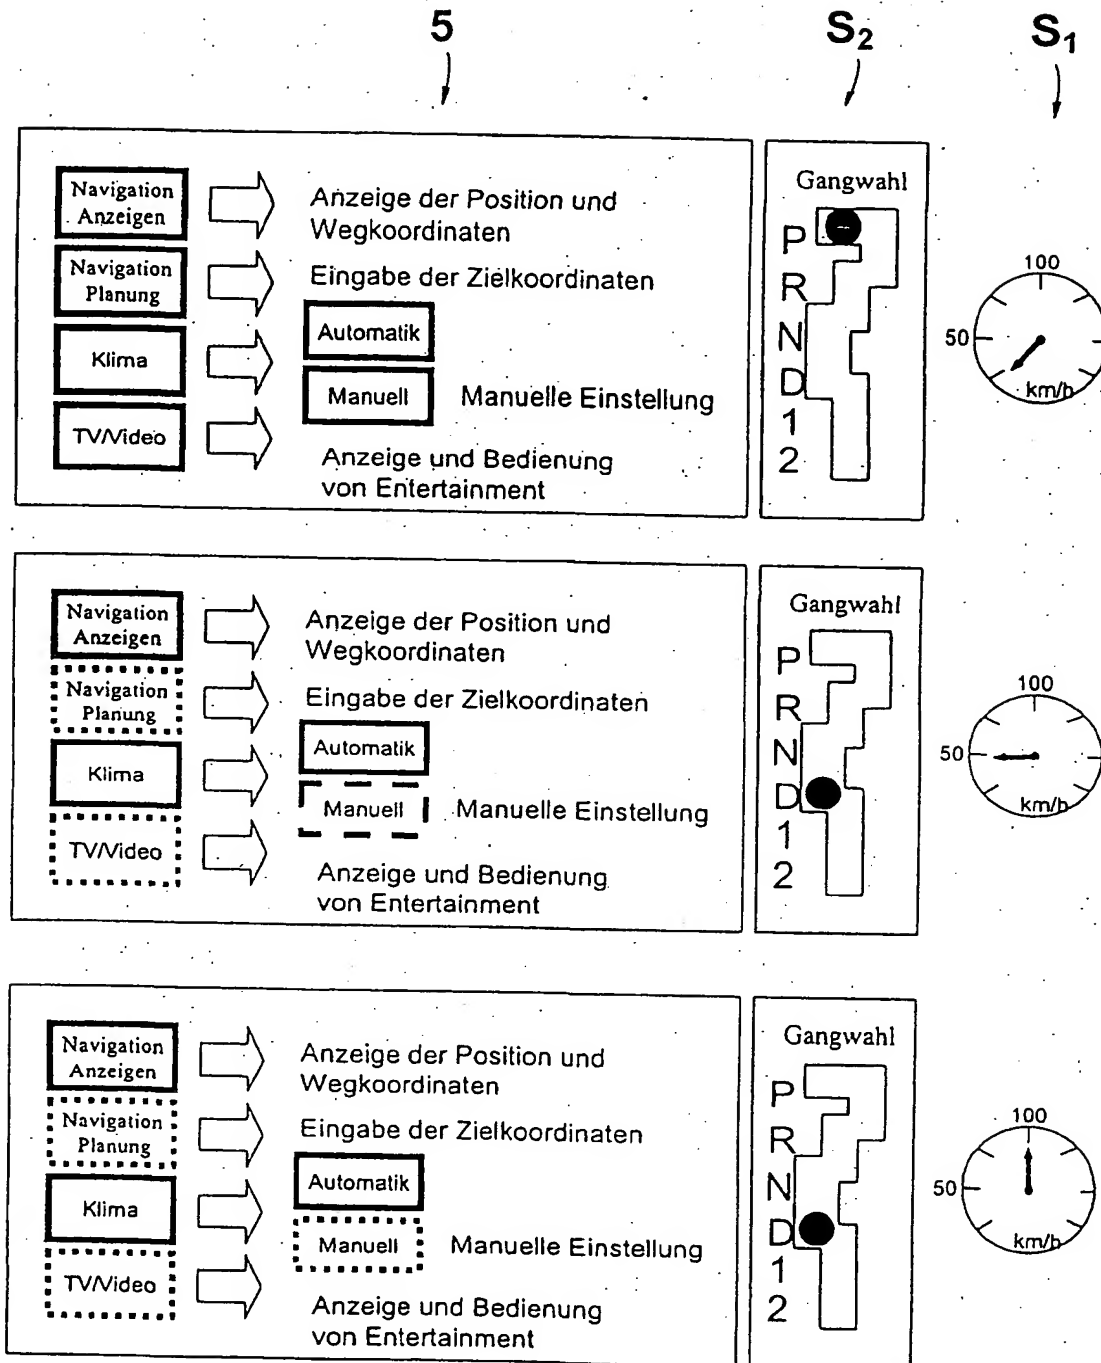 5
S₂
S₁
Navigation
Anzeigen
Anzeige der Position und
Wegkoordinaten
Navigation
Planung
Eingabe der Zielkoordinaten
Klima
Automatik
Manuell
Manuelle Einstellung
TV/Video
Anzeige und Bedienung
von Entertainment
Gangwahl
P
R
N
D
1
2
100
50
km/h
Navigation
Anzeigen
Anzeige der Position und
Wegkoordinaten
Navigation
Planung
Eingabe der Zielkoordinaten
Klima
Automatik
Manuell
Manuelle Einstellung
TV/Video
Anzeige und Bedienung
von Entertainment
Gangwahl
P
R
N
D
1
2
100
50
km/h
Navigation
Anzeigen
Anzeige der Position und
Wegkoordinaten
Navigation
Planung
Eingabe der Zielkoordinaten
Klima
Automatik
Manuell
Manuelle Einstellung
TV/Video
Anzeige und Bedienung
von Entertainment
Gangwahl
P
R
N
D
1
2
100
50
km/h